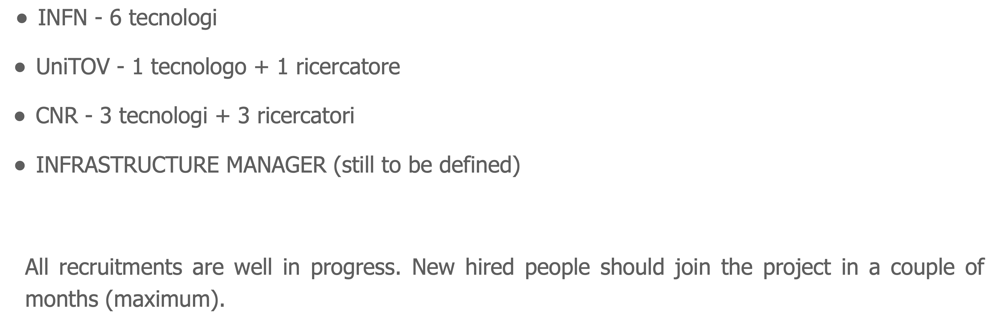 • INFN - 6 tecnologi
• UniTOV - 1 tecnologo + 1 ricercatore
• CNR - 3 tecnologi + 3 ricercatori
• INFRASTRUCTURE MANAGER (still to be defined)
All recruitments are well in progress. New hired people should join the project in a couple of
months (maximum).